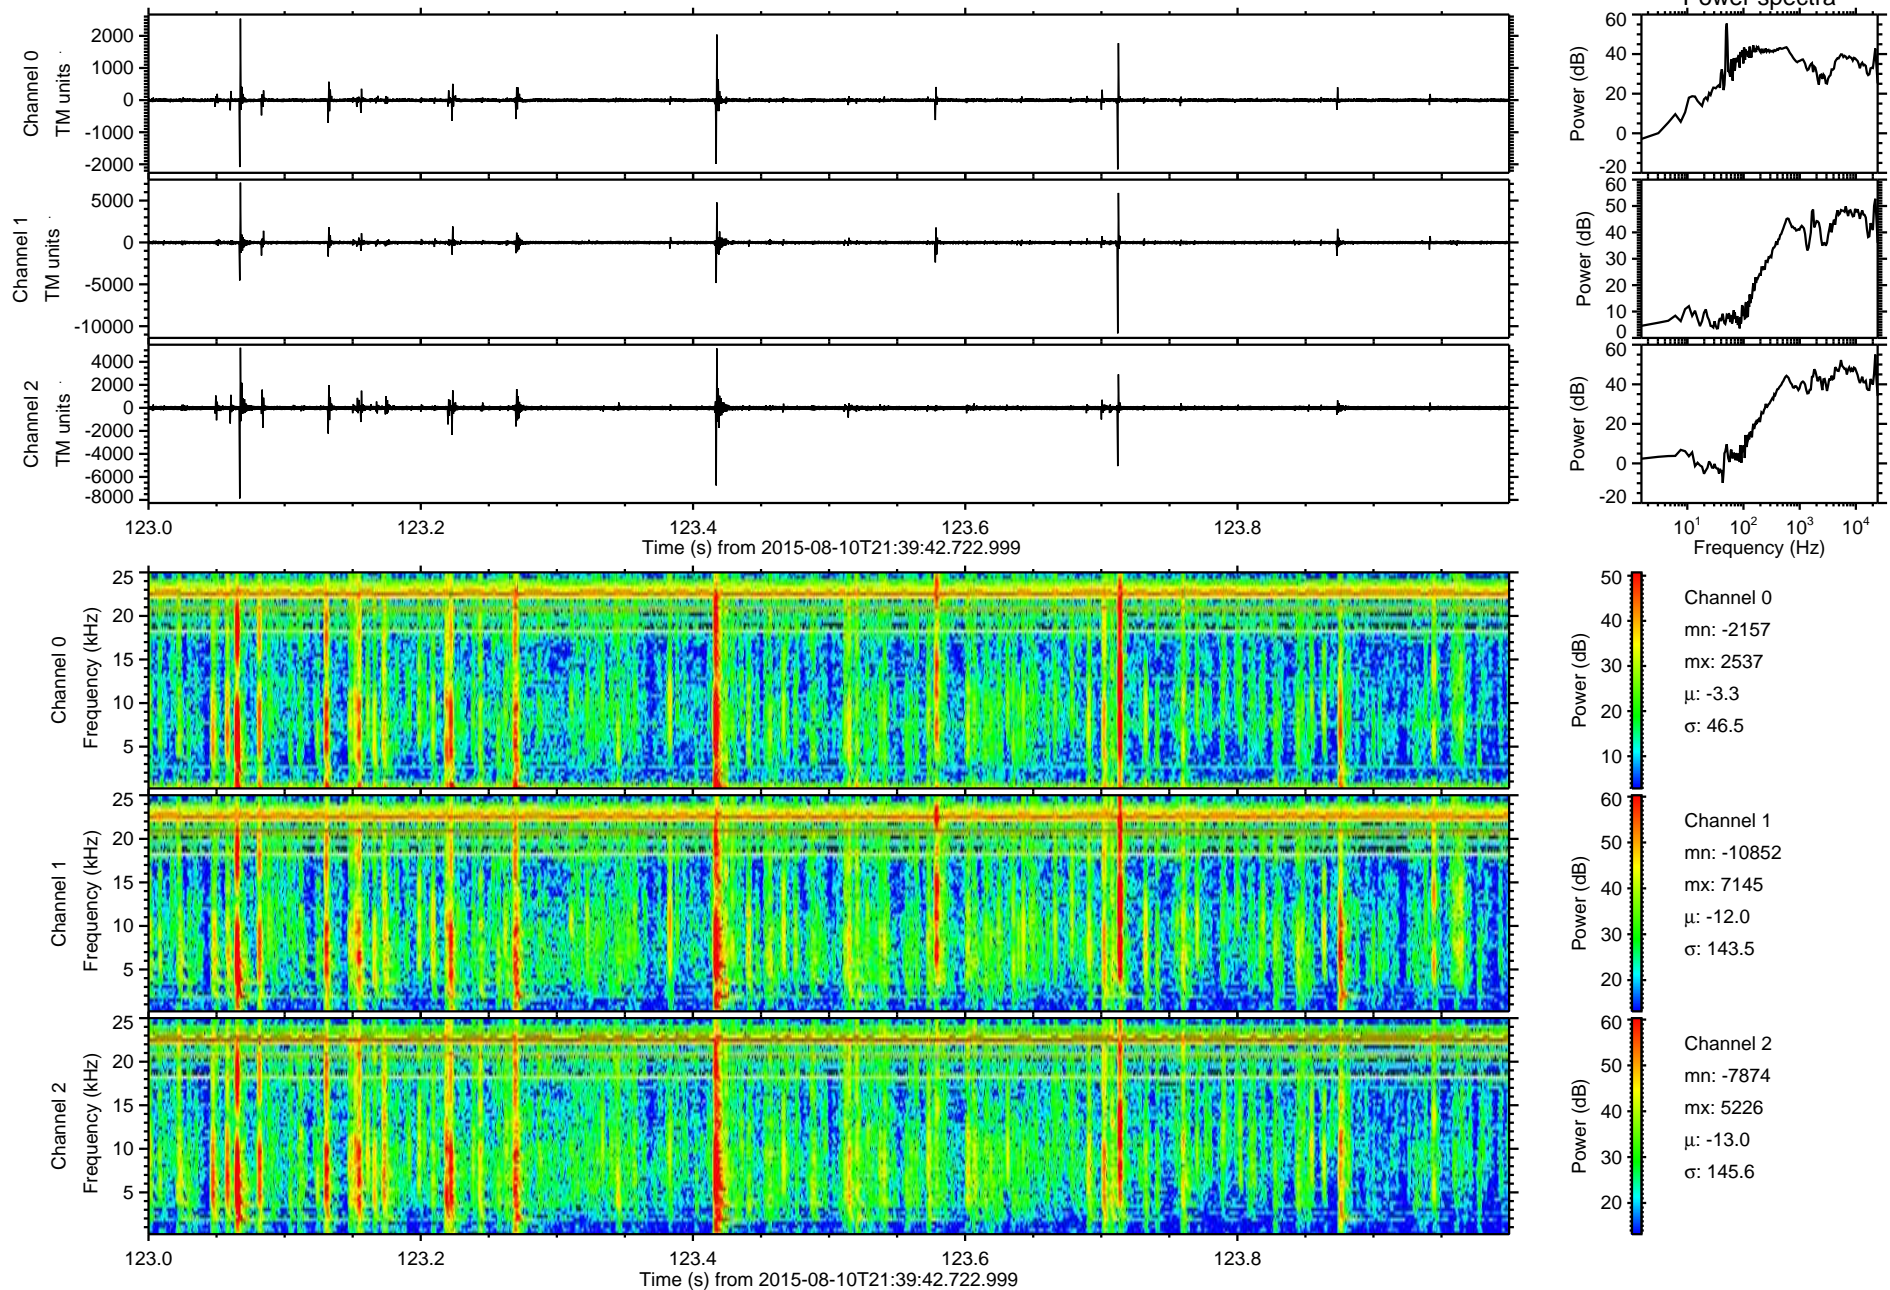 Power spectra
Channel 0
TM units
2000
1000
0
-1000
-2000
Power (dB)
60
40
20
0
-20
Channel 1
TM units
5000
0
-5000
-10000
Power (dB)
60
50
40
30
20
10
0
Channel 2
TM units
4000
2000
0
-2000
-4000
-6000
-8000
Power (dB)
60
40
20
0
-20
123.0
123.2
123.4
123.6
123.8
Time (s) from 2015-08-10T21:39:42.722.999
10¹
10²
10³
10⁴
Frequency (Hz)
Channel 0
Frequency (kHz)
25
20
15
10
5
Power (dB)
50
40
30
20
10
Channel 0
mn: -2157
mx: 2537
μ: -3.3
σ: 46.5
Channel 1
Frequency (kHz)
25
20
15
10
5
Power (dB)
60
50
40
30
20
Channel 1
mn: -10852
mx: 7145
μ: -12.0
σ: 143.5
Channel 2
Frequency (kHz)
25
20
15
10
5
Power (dB)
60
50
40
30
20
Channel 2
mn: -7874
mx: 5226
μ: -13.0
σ: 145.6
123.0
123.2
123.4
123.6
123.8
Time (s) from 2015-08-10T21:39:42.722.999